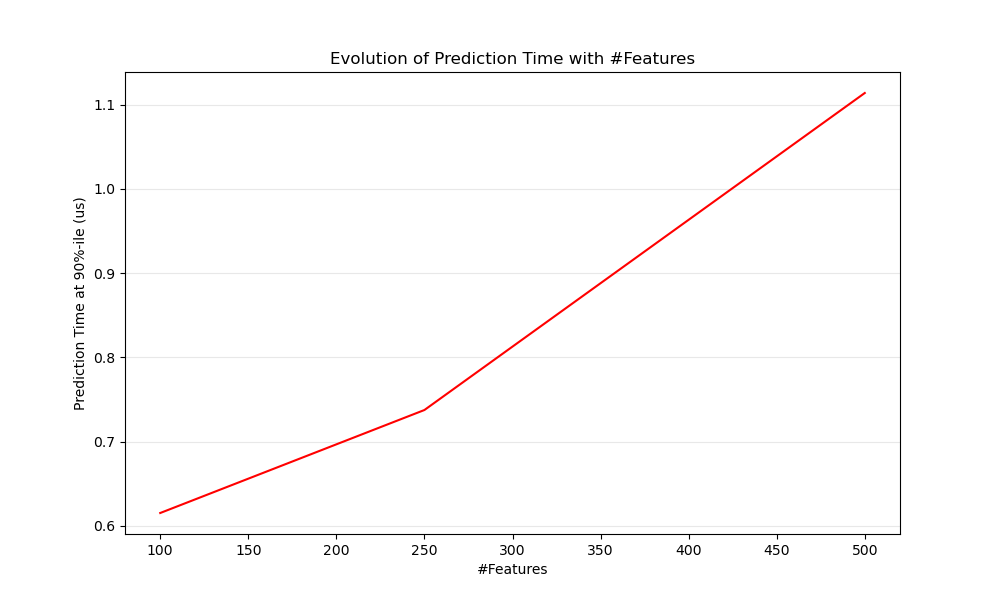 Evolution of Prediction Time with #Features
Prediction Time at 90%-ile (us)
1.1
1.0
0.9
0.8
0.7
0.6
100 150 200 250 300 350 400 450 500
#Features